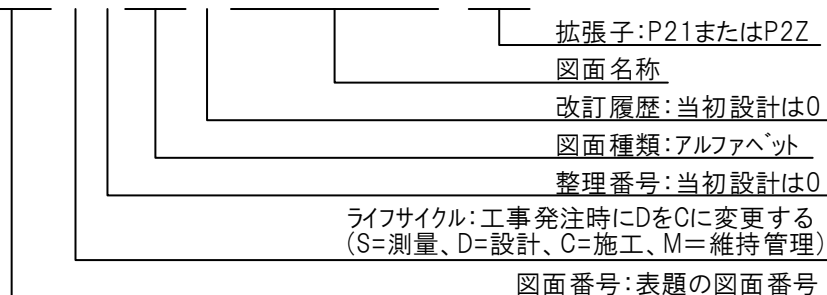 拡張子：P21またはP2Z
図面名称
改訂履歴：当初設計は0
図面種類：アルファベット
整理番号：当初設計は0
ライフサイクル：工事発注時にDをCに変更する
（S=測量、D=設計、C=施工、M＝維持管理）
図面番号：表題の図面番号